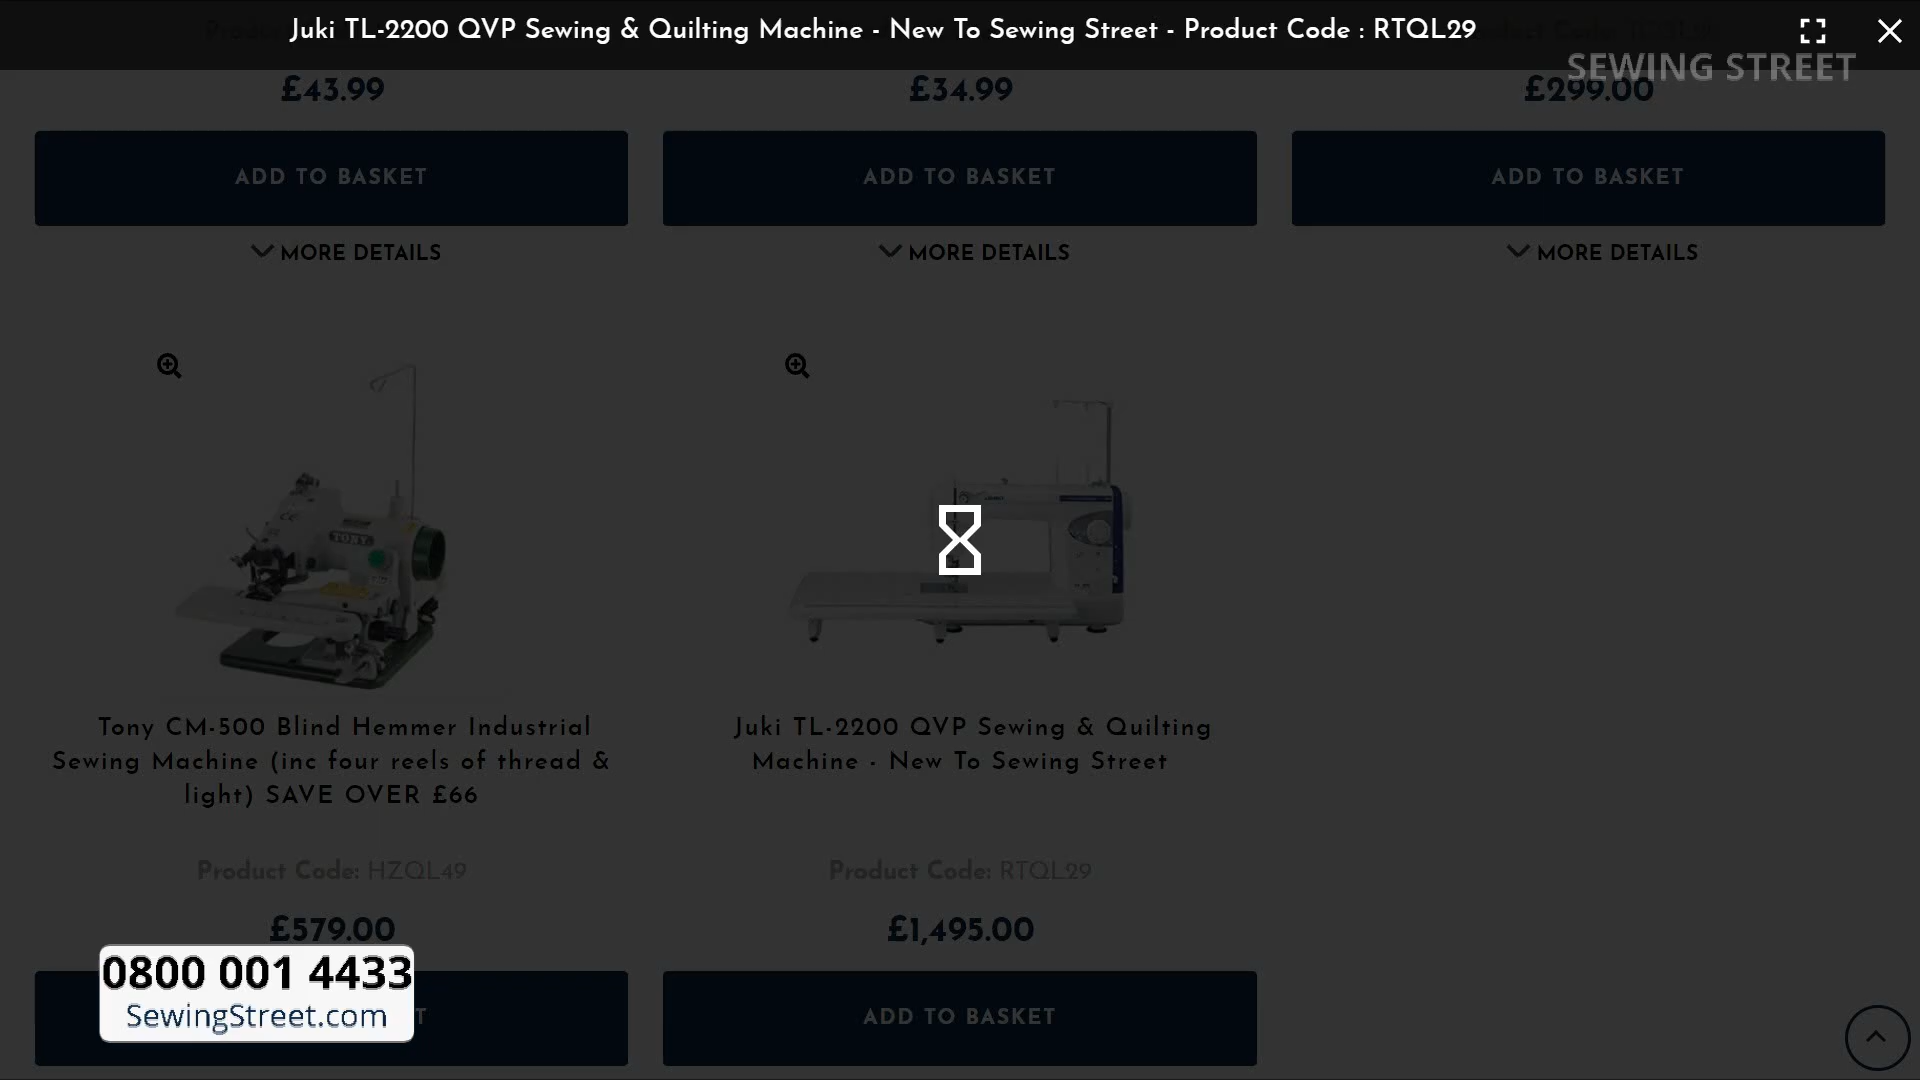 Juki TL-2200 QVP Sewing & Quilting Machine - New To Sewing Street - Product Code : RTQL29
SEWING STREET
£43.99
£34.99
£299.00
ADD TO BASKET
ADD TO BASKET
ADD TO BASKET
MORE DETAILS
MORE DETAILS
MORE DETAILS
TONY
Tony CM-500 Blind Hemmer Industrial
Sewing Machine (inc four reels of thread &
light) SAVE OVER £66
Product Code: HZQL49
£579.00
Juki TL-2200 QVP Sewing & Quilting
Machine - New To Sewing Street
Product Code: RTQL29
£1,495.00
ADD TO BASKET
0800 001 4433
SewingStreet.com